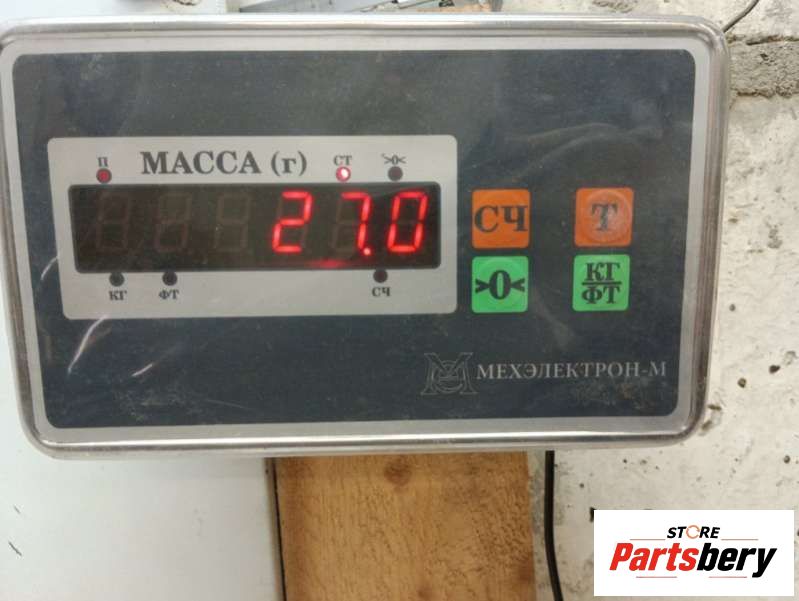 П МАССА (г) СТ >0<
27.0
КГ ФТ СЧ
СЧ Т
>0< КГ/ФТ
МЕХЭЛЕКТРОН-М
STORE
Partsbery